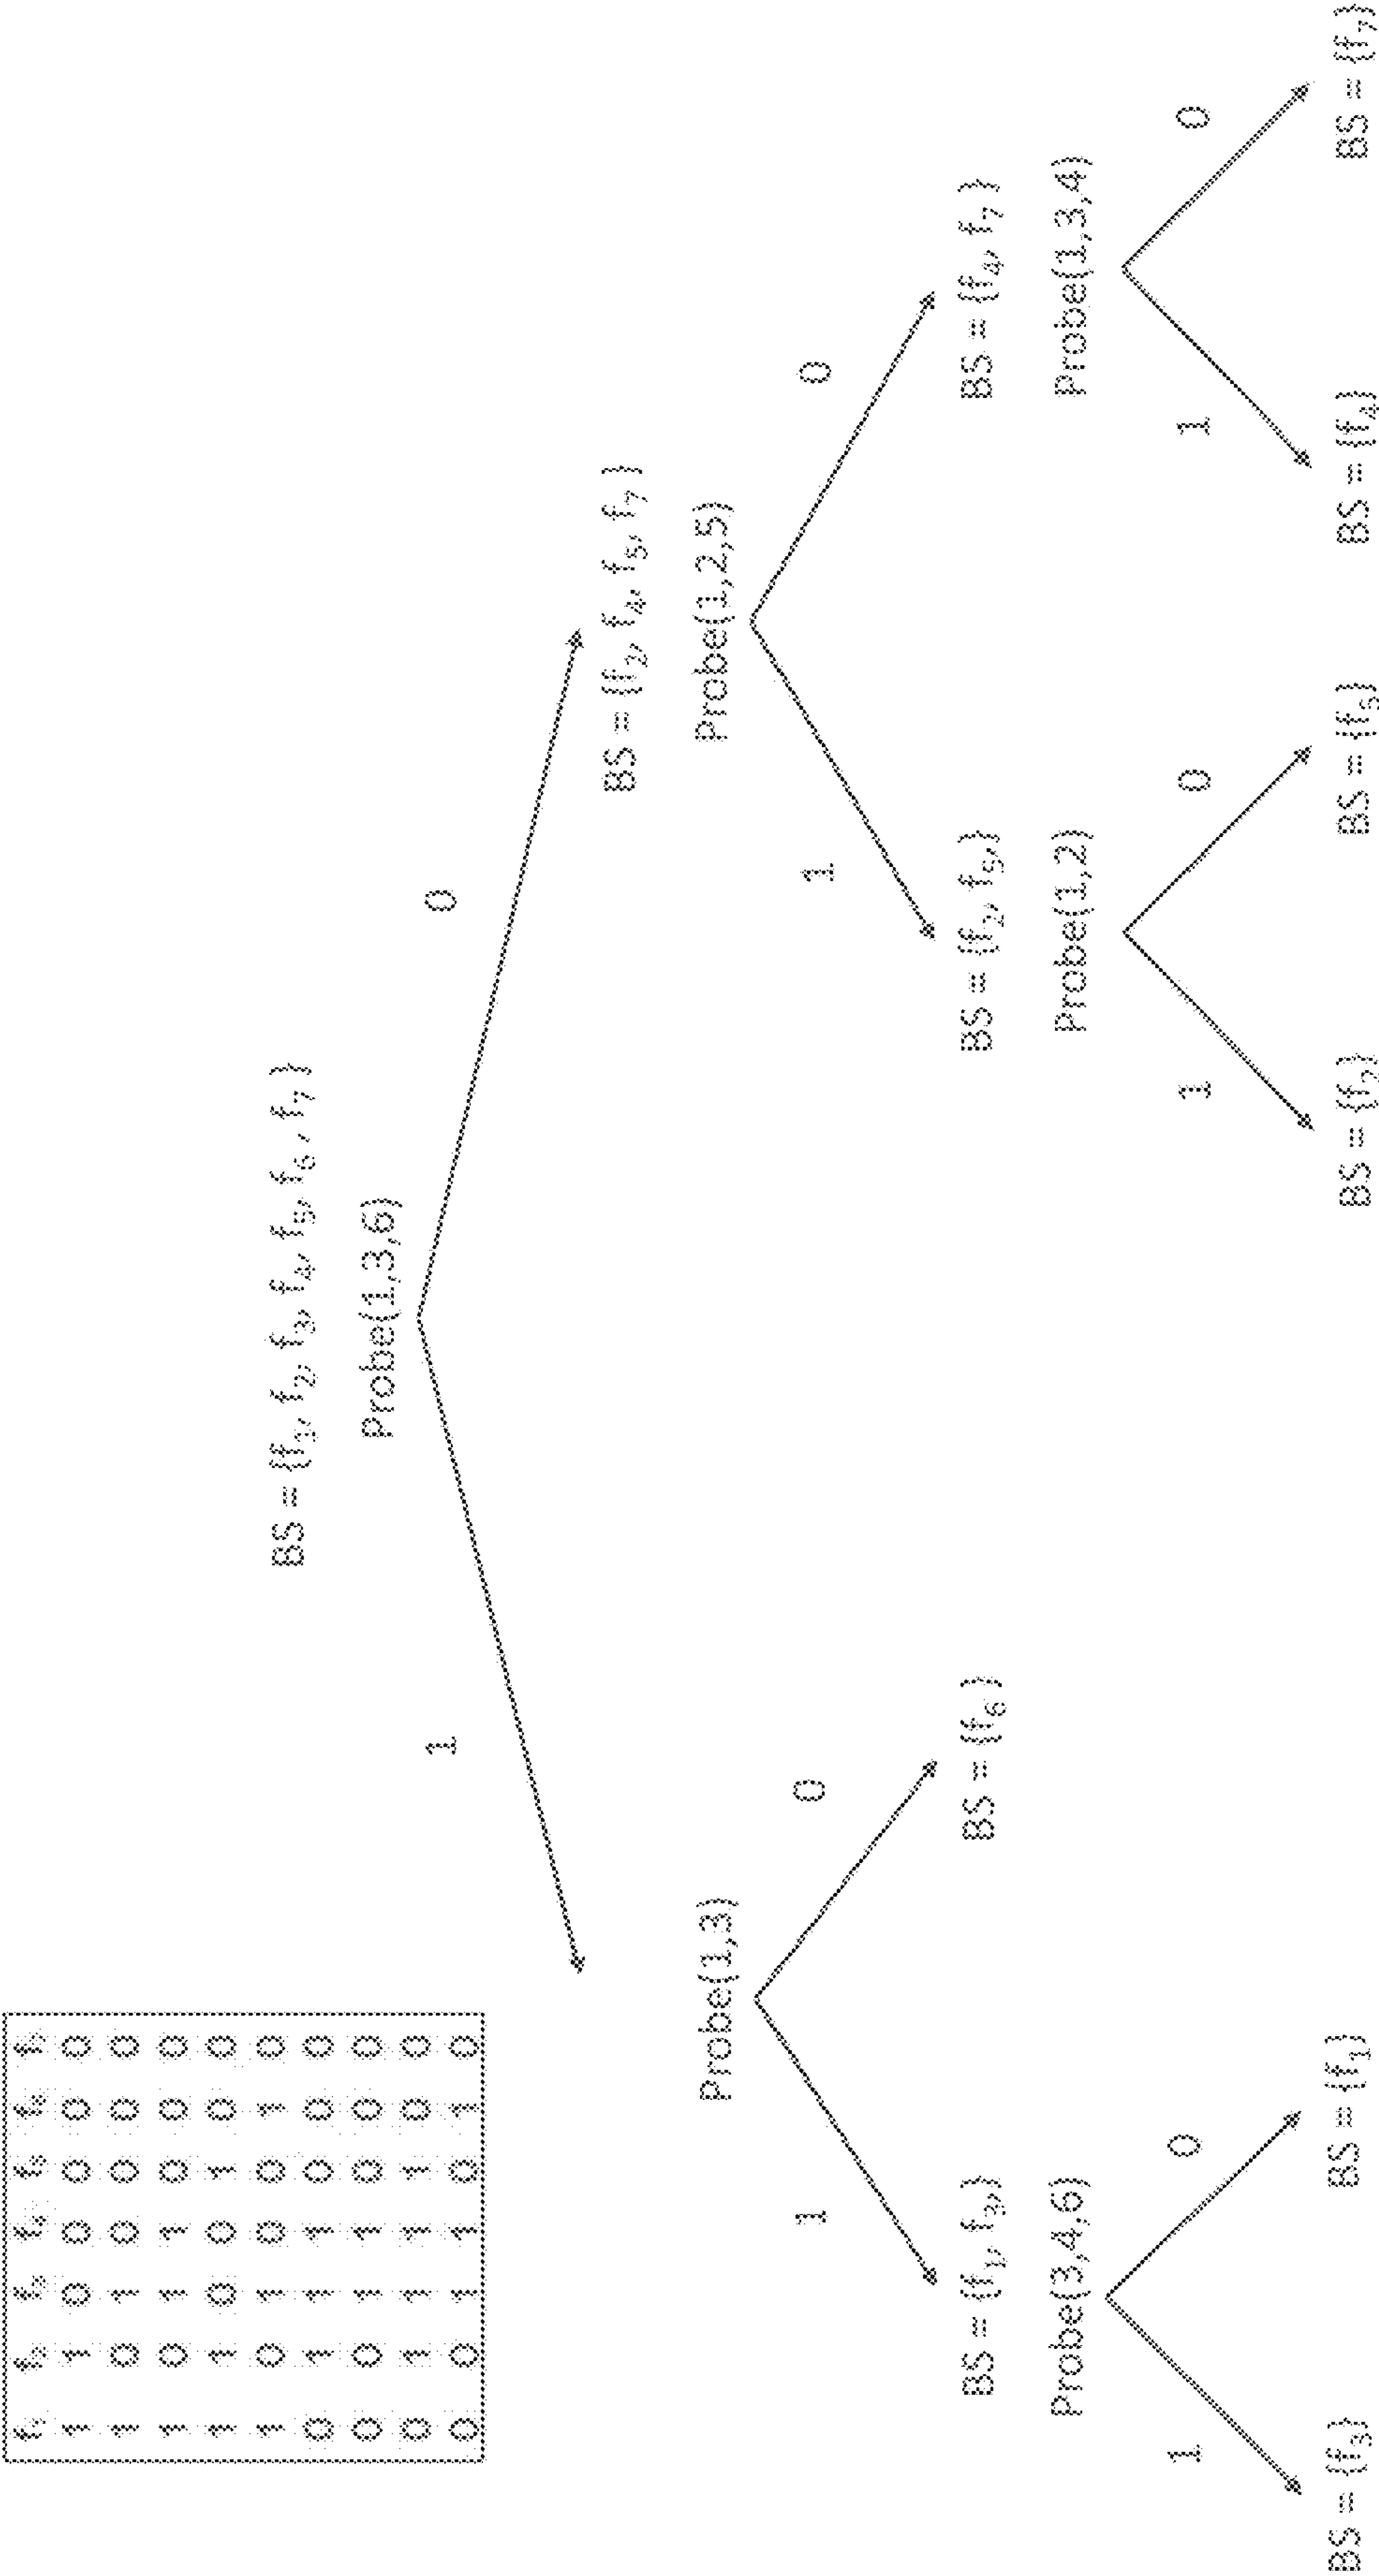 f₁ f₂ f₃ f₄ f₅ f₆ f₇
1 1 0 0 0 0 0
1 0 1 0 0 0 0
1 0 1 1 0 0 0
1 1 0 0 1 0 0
1 0 1 0 0 1 0
0 1 1 1 0 0 0
0 0 1 1 0 0 0
0 1 1 1 1 0 0
0 0 1 1 0 1 0
BS = {f₁, f₂, f₃, f₄, f₅, f₆, f₇ }
Probe(1,3,6)
1 0
BS = {f₂, f₄, f₅, f₇ }
Probe(1,3)
Probe(1,2,5)
1 0 1 0
BS = {f₁, f₃,}
BS = {f₆ }
BS = {f₂, f₅,}
BS = {f₄, f₇ }
Probe(3,4,6)
Probe(1,2)
Probe(1,3,4)
1 0 1 0 1 0
BS = {f₃}
BS = {f₁}
BS = {f₂}
BS = {f₅}
BS = {f₄}
BS = {f₇}